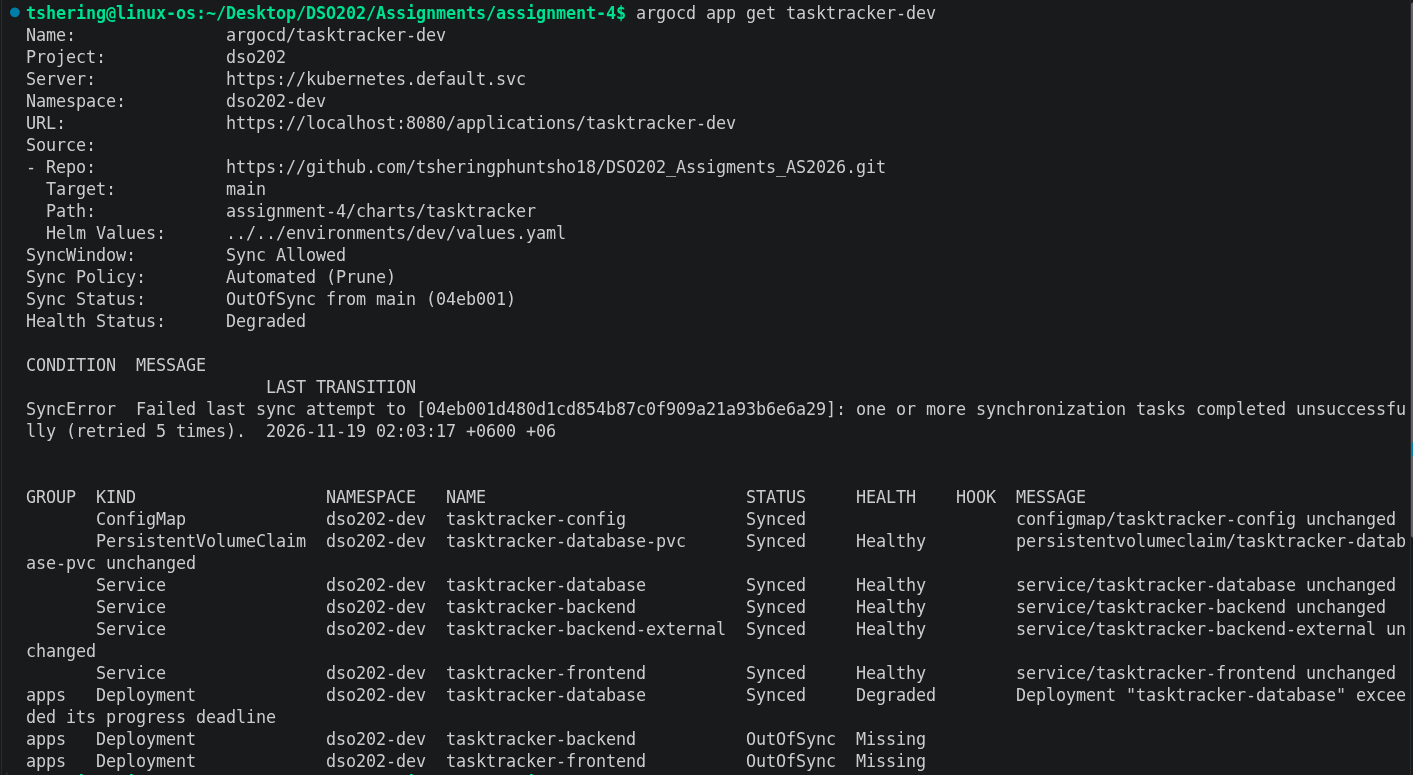 tshering@linux-os:~/Desktop/DSO202/Assignments/assignment-4$ argocd app get tasktracker-dev
Name:               argocd/tasktracker-dev
Project:            dso202
Server:             https://kubernetes.default.svc
Namespace:          dso202-dev
URL:                https://localhost:8080/applications/tasktracker-dev
Source:
- Repo:             https://github.com/tsheringphuntsho18/DSO202_Assigments_AS2026.git
  Target:           main
  Path:             assignment-4/charts/tasktracker
  Helm Values:      ../../environments/dev/values.yaml
SyncWindow:         Sync Allowed
Sync Policy:        Automated (Prune)
Sync Status:        OutOfSync from main (04eb001)
Health Status:      Degraded

CONDITION  MESSAGE
                        LAST TRANSITION
SyncError  Failed last sync attempt to [04eb001d480d1cd854b87c0f909a21a93b6e6a29]: one or more synchronization tasks completed unsuccessfu
lly (retried 5 times).  2026-11-19 02:03:17 +0600 +06


GROUP  KIND                   NAMESPACE   NAME                          STATUS     HEALTH    HOOK  MESSAGE
       ConfigMap              dso202-dev  tasktracker-config            Synced                     configmap/tasktracker-config unchanged
       PersistentVolumeClaim  dso202-dev  tasktracker-database-pvc      Synced     Healthy         persistentvolumeclaim/tasktracker-datab
ase-pvc unchanged
       Service                dso202-dev  tasktracker-database          Synced     Healthy         service/tasktracker-database unchanged
       Service                dso202-dev  tasktracker-backend           Synced     Healthy         service/tasktracker-backend unchanged
       Service                dso202-dev  tasktracker-backend-external  Synced     Healthy         service/tasktracker-backend-external un
changed
       Service                dso202-dev  tasktracker-frontend          Synced     Healthy         service/tasktracker-frontend unchanged
apps   Deployment             dso202-dev  tasktracker-database          Synced     Degraded        Deployment "tasktracker-database" excee
ded its progress deadline
apps   Deployment             dso202-dev  tasktracker-backend           OutOfSync  Missing
apps   Deployment             dso202-dev  tasktracker-frontend          OutOfSync  Missing